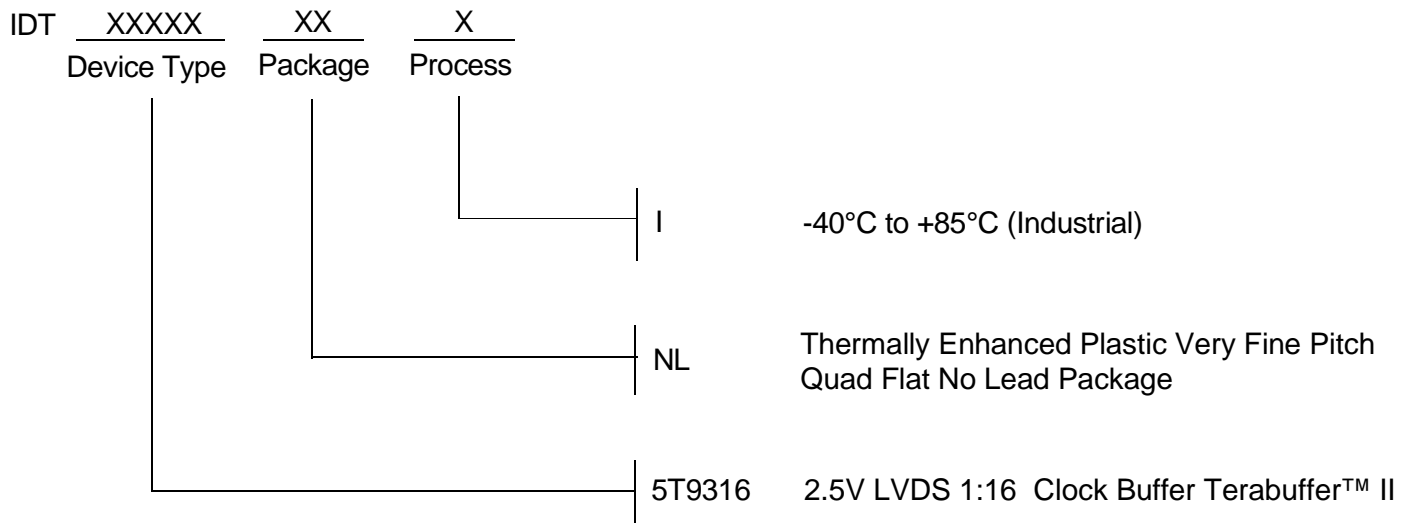 IDT XXXXX XX X
Device Type Package Process
I -40°C to +85°C (Industrial)
NL Thermally Enhanced Plastic Very Fine Pitch
Quad Flat No Lead Package
5T9316 2.5V LVDS 1:16 Clock Buffer Terabuffer™ II